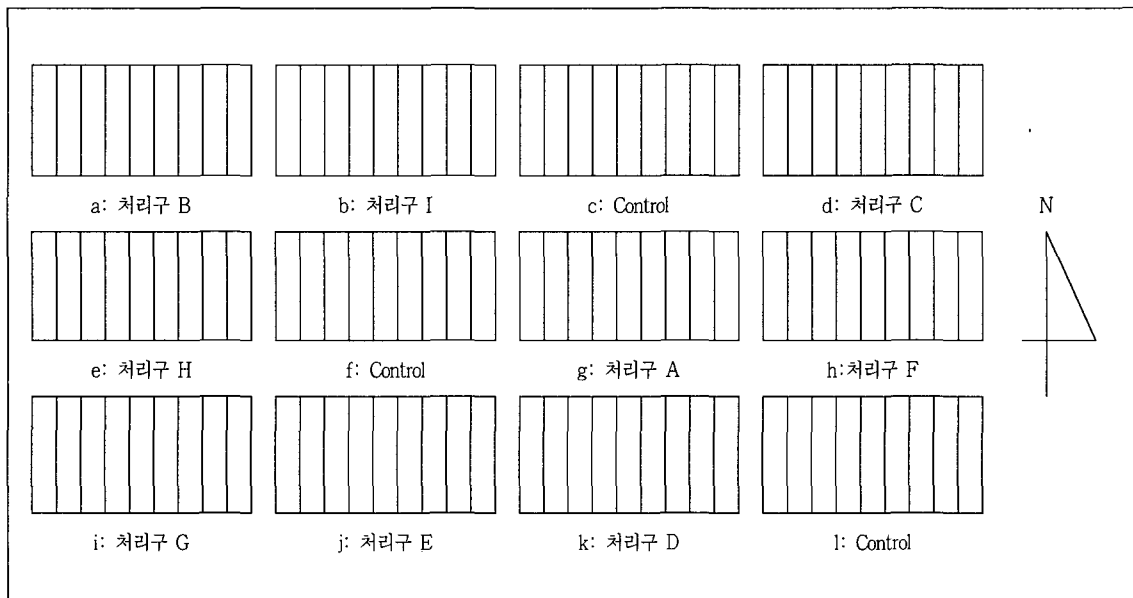 a: 처리구 B b: 처리구 I c: Control d: 처리구 C N
e: 처리구 H f: Control g: 처리구 A h:처리구 F
i: 처리구 G j: 처리구 E k: 처리구 D l: Control